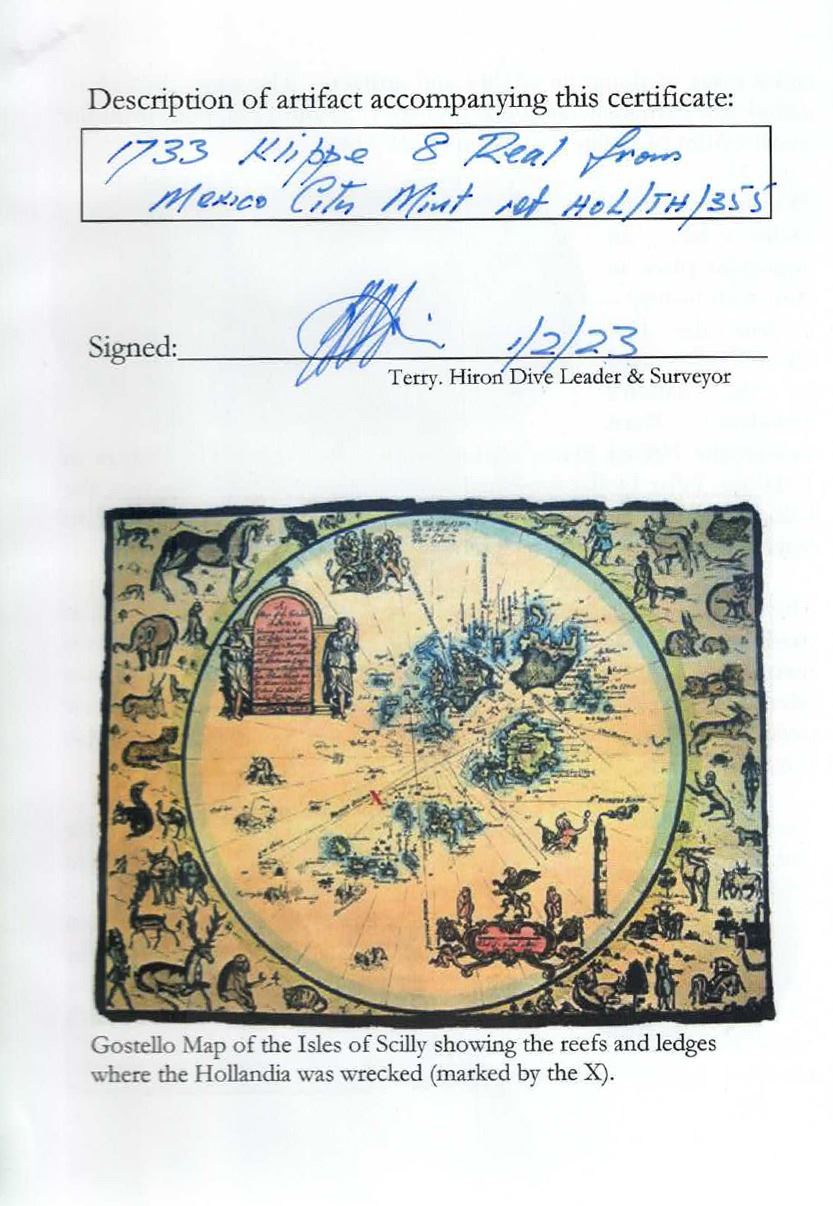 Description of artifact accompanying this certificate:
1733 Klippe 8 Real from
Mexico City Mint ref HOL/TH/355
Signed:
1/2/23
Terry. Hiron Dive Leader & Surveyor
X
Gostello Map of the Isles of Scilly showing the reefs and ledges
where the Hollandia was wrecked (marked by the X).